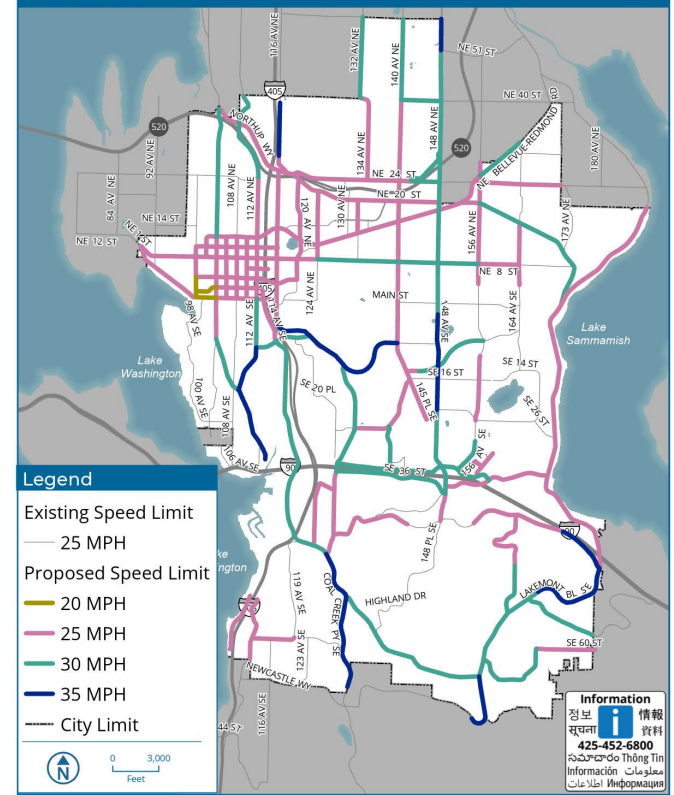 116 AV NE
132 AV NE
140 AV NE
NE 51 ST
405
NE 40 ST
148 AV NE
NORTHUP WY
520
520
NE BELLEVUE-REDMOND RD
180 AV NE
92 AV NE
134 AV NE
84 AV NE
108 AV NE
112 AV NE
NE 24 ST
NE 20 ST
120 AV NE
130 AV NE
NE 14 ST
NE 12 ST
156 AV NE
173 AV NE
NE 8 ST
124 AV NE
MAIN ST
164 AV SE
98 AV SE
112 AV SE
114 AV SE
148 AV SE
Lake
Sammamish
Lake
Washington
SE 14 ST
SE 16 ST
100 AV SE
SE 20 PL
145 PL SE
SE 26 ST
108 AV SE
106 AV SE
156 AV SE
90
SE 36 ST
Legend
Existing Speed Limit
25 MPH
Proposed Speed Limit
20 MPH
25 MPH
30 MPH
35 MPH
City Limit
N
0 3,000
Feet
90
148 PL SE
119 AV SE
COAL CREEK PY SE
HIGHLAND DR
LAKEMONT BL SE
123 AV SE
SE 60 ST
NEWCASTLE WY
116 AV SE
44 ST
Information
정보 i 情報
सूचना 資料
425-452-6800
సమాచారం Thông Tin
Información معلومات
اطلاعات Информация